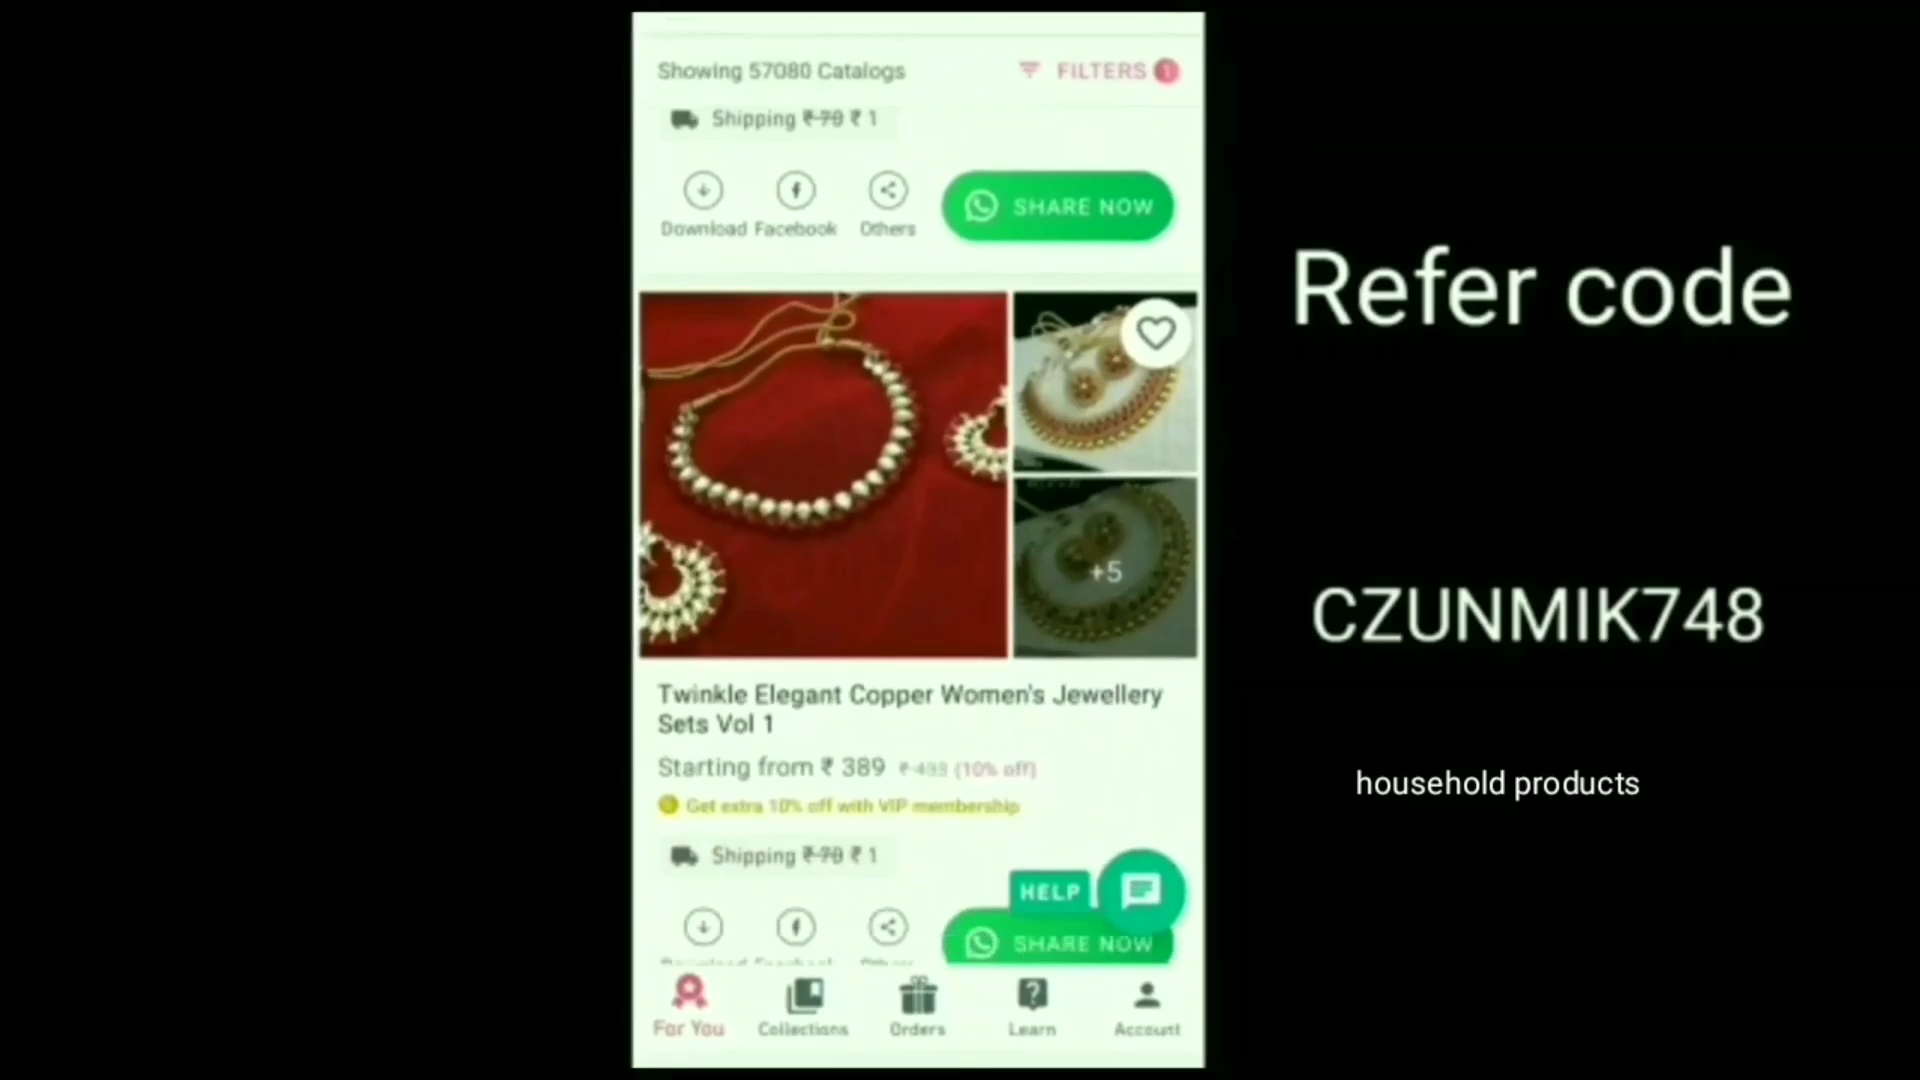 Showing 57080 Catalogs
FILTERS 1
Shipping ₹ 70 ₹ 1
Download Facebook Others
SHARE NOW
+5
Twinkle Elegant Copper Women's Jewellery
Sets Vol 1
Starting from ₹ 389 ₹ 433 (10% off)
Get extra 10% off with VIP membership
Shipping ₹ 70 ₹ 1
HELP
SHARE NOW
For You Collections Orders Learn Account
Refer code
CZUNMIK748
household products